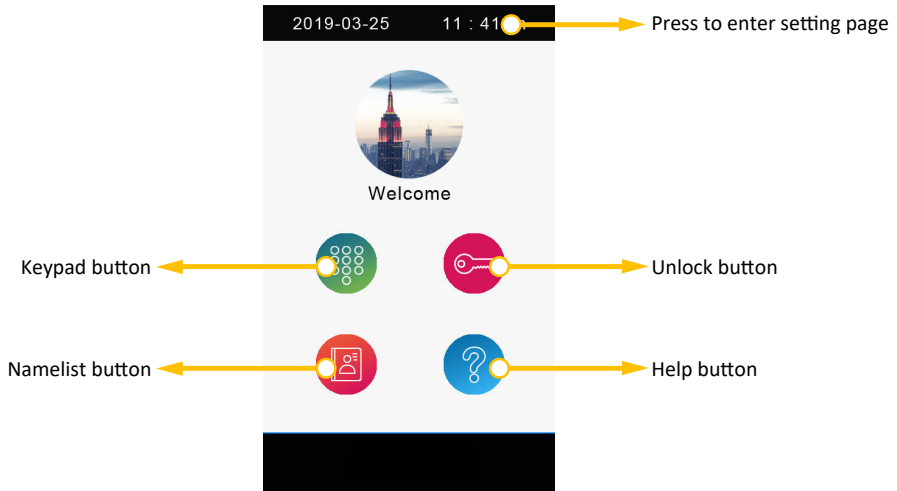 2019-03-25 11 : 41
Press to enter setting page
Welcome
Keypad button
Unlock button
Namelist button
Help button